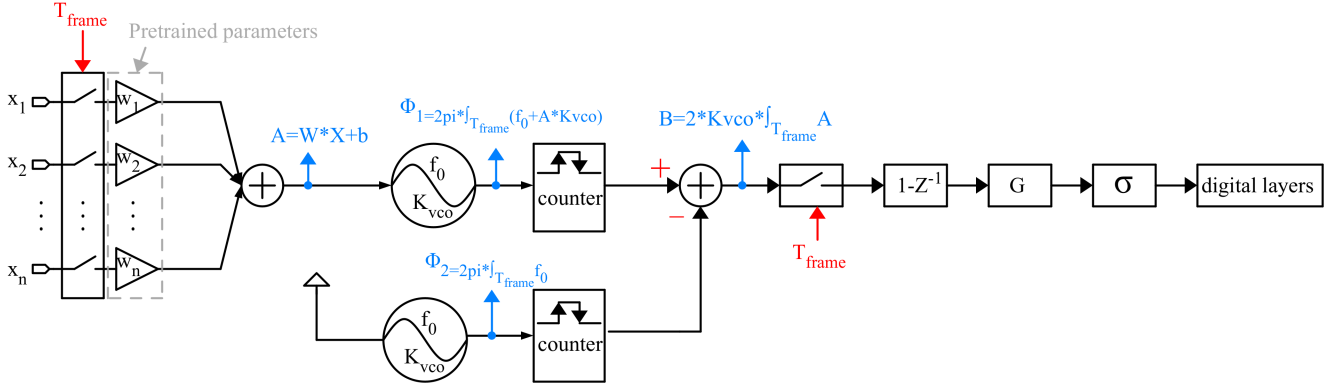 T_frame
Pretrained parameters
x_1
w_1
x_2
w_2
x_n
w_n
A=W*X+b
f_0
K_vco
Φ_1=2pi*∫_T_frame(f_0+A*Kvco)
counter
Φ_2=2pi*∫_T_frame f_0
f_0
K_vco
counter
+
−
B=2*Kvco*∫_T_frame A
T_frame
1-Z^-1
G
σ
digital layers